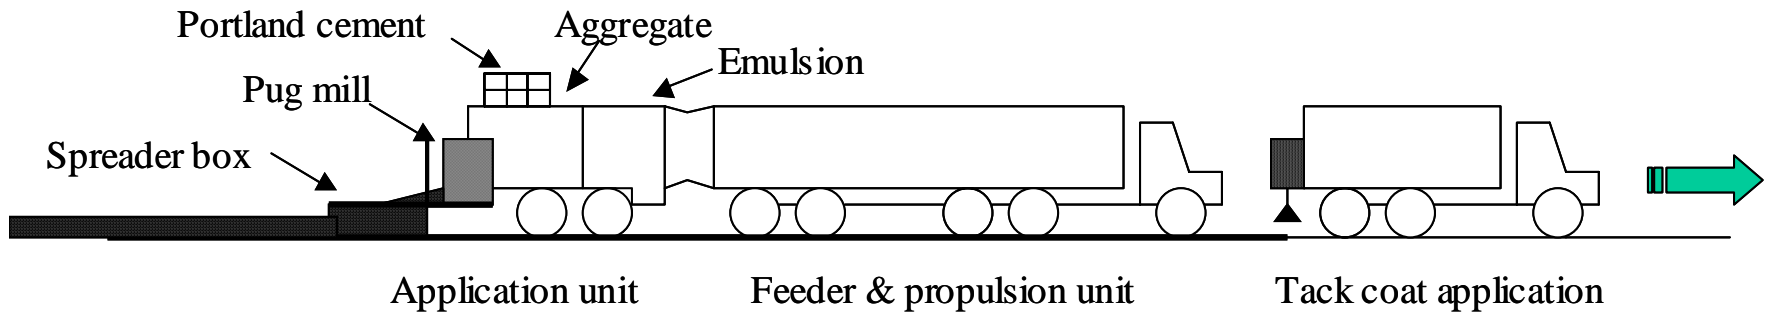 Portland cement
Aggregate
Emulsion
Pug mill
Spreader box
Application unit
Feeder & propulsion unit
Tack coat application